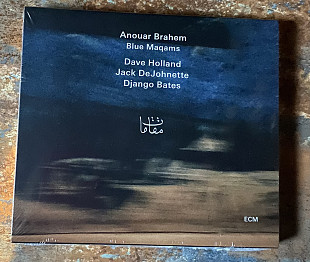 Anouar Brahem
Blue Maqams
Dave Holland
Jack DeJohnette
Django Bates
مقامات
ECM